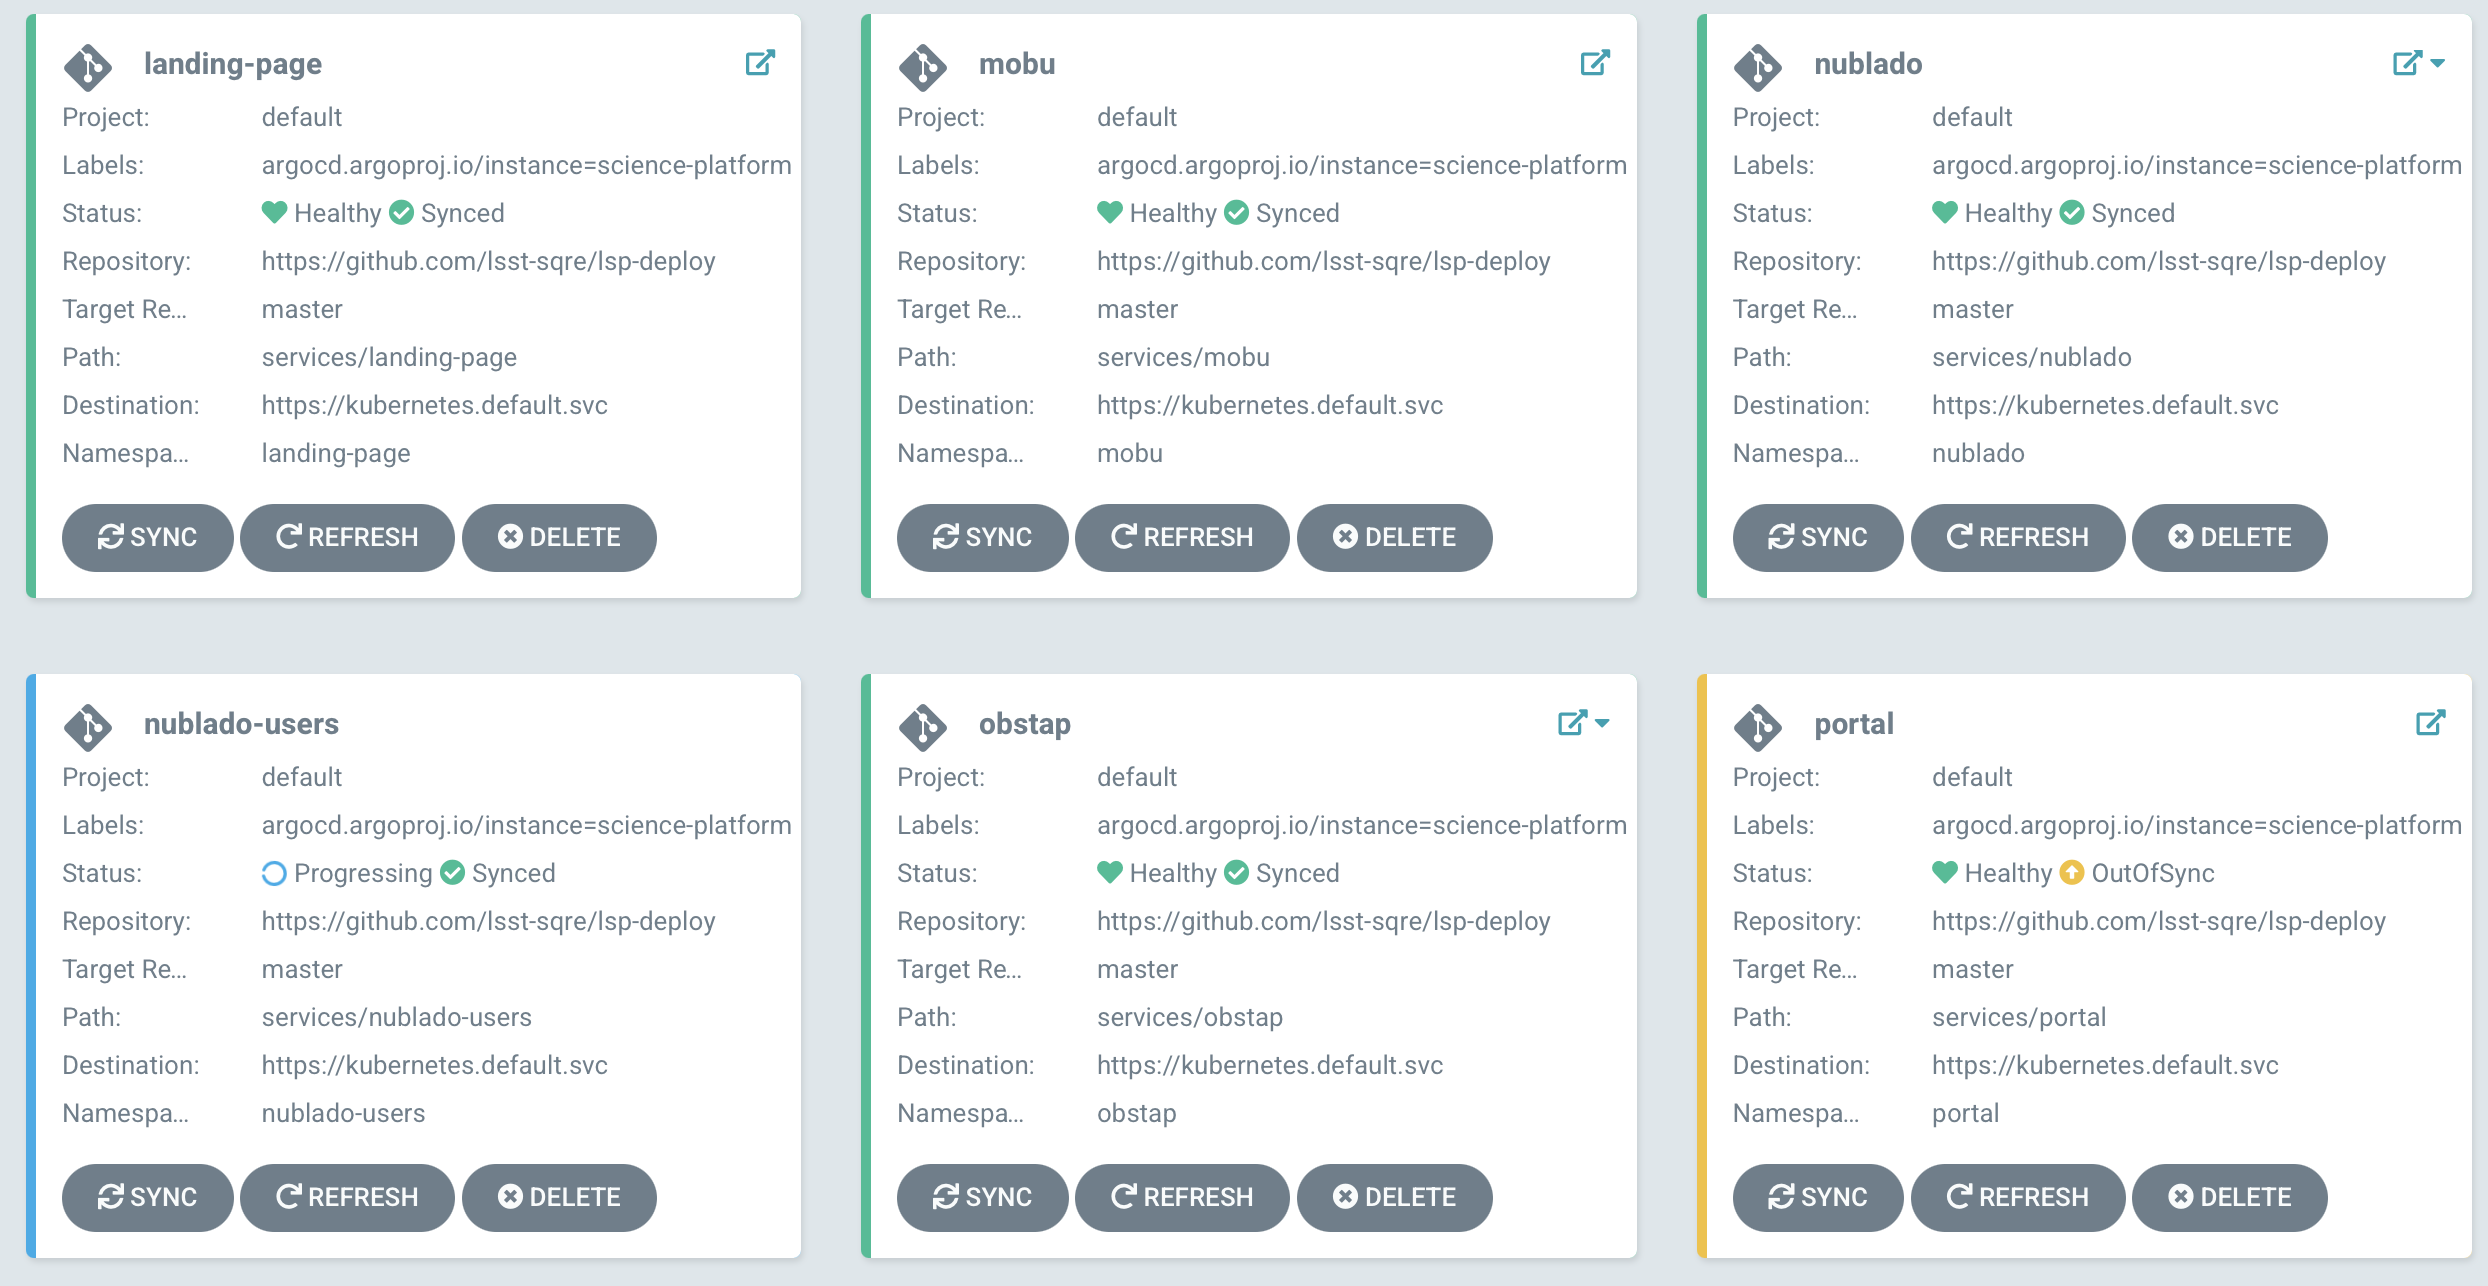 landing-page
Project: default
Labels: argocd.argoproj.io/instance=science-platform
Status: Healthy Synced
Repository: https://github.com/lsst-sqre/lsp-deploy
Target Re... master
Path: services/landing-page
Destination: https://kubernetes.default.svc
Namespa... landing-page
SYNC REFRESH DELETE
mobu
Project: default
Labels: argocd.argoproj.io/instance=science-platform
Status: Healthy Synced
Repository: https://github.com/lsst-sqre/lsp-deploy
Target Re... master
Path: services/mobu
Destination: https://kubernetes.default.svc
Namespa... mobu
SYNC REFRESH DELETE
nublado
Project: default
Labels: argocd.argoproj.io/instance=science-platform
Status: Healthy Synced
Repository: https://github.com/lsst-sqre/lsp-deploy
Target Re... master
Path: services/nublado
Destination: https://kubernetes.default.svc
Namespa... nublado
SYNC REFRESH DELETE
nublado-users
Project: default
Labels: argocd.argoproj.io/instance=science-platform
Status: Progressing Synced
Repository: https://github.com/lsst-sqre/lsp-deploy
Target Re... master
Path: services/nublado-users
Destination: https://kubernetes.default.svc
Namespa... nublado-users
SYNC REFRESH DELETE
obstap
Project: default
Labels: argocd.argoproj.io/instance=science-platform
Status: Healthy Synced
Repository: https://github.com/lsst-sqre/lsp-deploy
Target Re... master
Path: services/obstap
Destination: https://kubernetes.default.svc
Namespa... obstap
SYNC REFRESH DELETE
portal
Project: default
Labels: argocd.argoproj.io/instance=science-platform
Status: Healthy OutOfSync
Repository: https://github.com/lsst-sqre/lsp-deploy
Target Re... master
Path: services/portal
Destination: https://kubernetes.default.svc
Namespa... portal
SYNC REFRESH DELETE